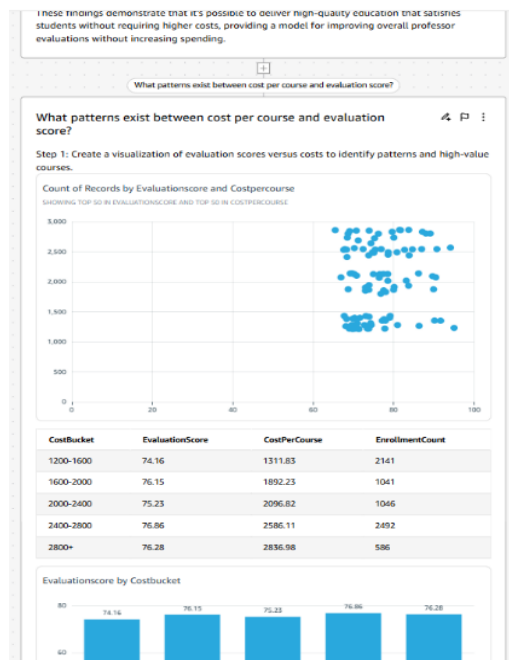 These findings demonstrate that it's possible to deliver high-quality education that satisfies
students without requiring higher costs, providing a model for improving overall professor
evaluations without increasing spending.
What patterns exist between cost per course and evaluation score?
What patterns exist between cost per course and evaluation
score?
Step 1: Create a visualization of evaluation scores versus costs to identify patterns and high-value
courses.
Count of Records by Evaluationscore and Costpercourse
SHOWING TOP 50 IN EVALUATIONSCORE AND TOP 50 IN COSTPERCOURSE
3,000
2,500
2,000
1,500
1,000
500
0
0 20 40 60 80 100
CostBucket EvaluationScore CostPerCourse EnrollmentCount
1200-1600 74.16 1311.83 2141
1600-2000 76.15 1892.23 1041
2000-2400 75.23 2096.82 1046
2400-2800 76.86 2586.11 2492
2800+ 76.28 2836.98 586
Evaluationscore by Costbucket
80
74.16 76.15 75.23 76.86 76.28
60